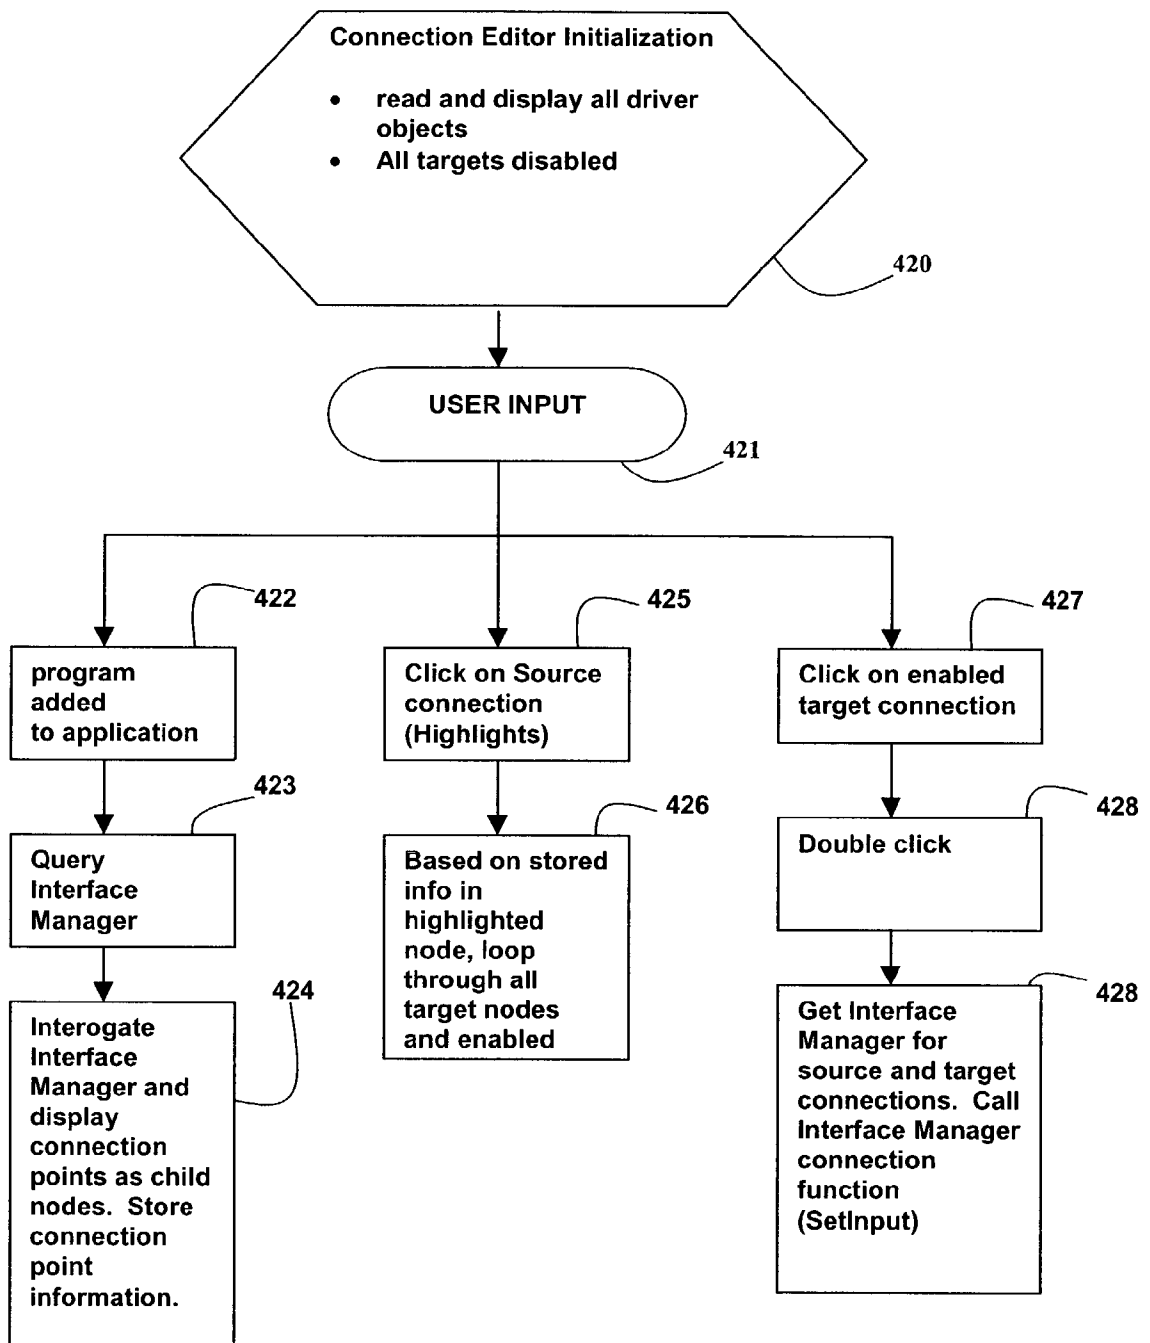 Connection Editor Initialization
• read and display all driver
objects
• All targets disabled
420
USER INPUT
421
422
program
added
to application
423
Query
Interface
Manager
424
Interogate
Interface
Manager and
display
connection
points as child
nodes. Store
connection
point
information.
425
Click on Source
connection
(Highlights)
426
Based on stored
info in
highlighted
node, loop
through all
target nodes
and enabled
427
Click on enabled
target connection
428
Double click
428
Get Interface
Manager for
source and target
connections. Call
Interface Manager
connection
function
(SetInput)